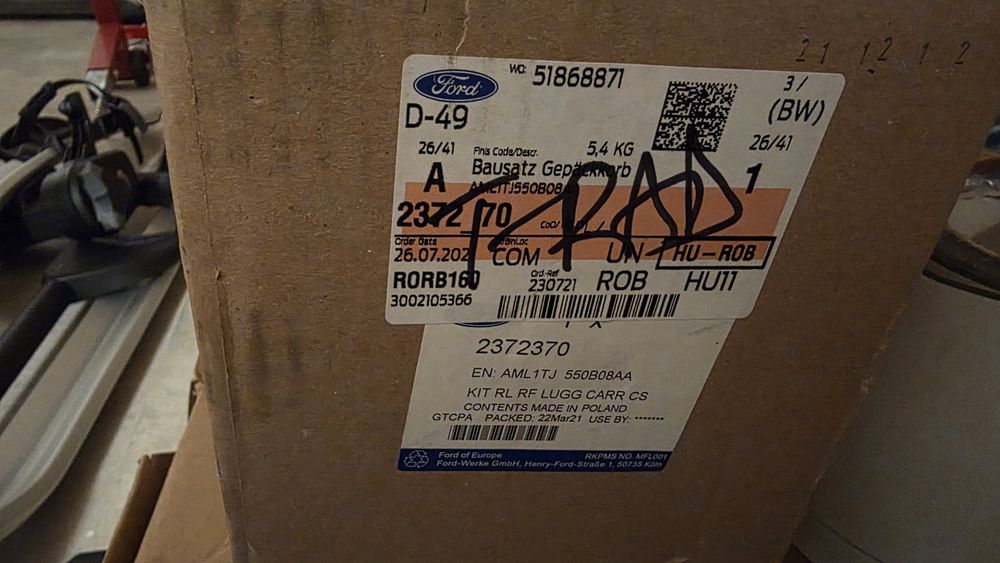 21 12 1 2
Ford WO: 51868871 3/
D-49 (BW)
26/41 Finis Code/Descr. 5,4 KG 26/41
A Bausatz Gepäckkorb 1
AML1TJ550B08
2372 70
TRAD
Order Date
26.07.202 COM UN HU-ROB
RORB160 Ord.-Ref ROB HU11
230721
3002105366
2372370
EN: AML1TJ 550B08AA
KIT RL RF LUGG CARR CS
CONTENTS MADE IN POLAND
GTCPA PACKED: 22Mar21 USE BY: *******
Ford of Europe RKPMS NO. MFL001
Ford-Werke GmbH, Henry-Ford-Straße 1, 50735 Köln